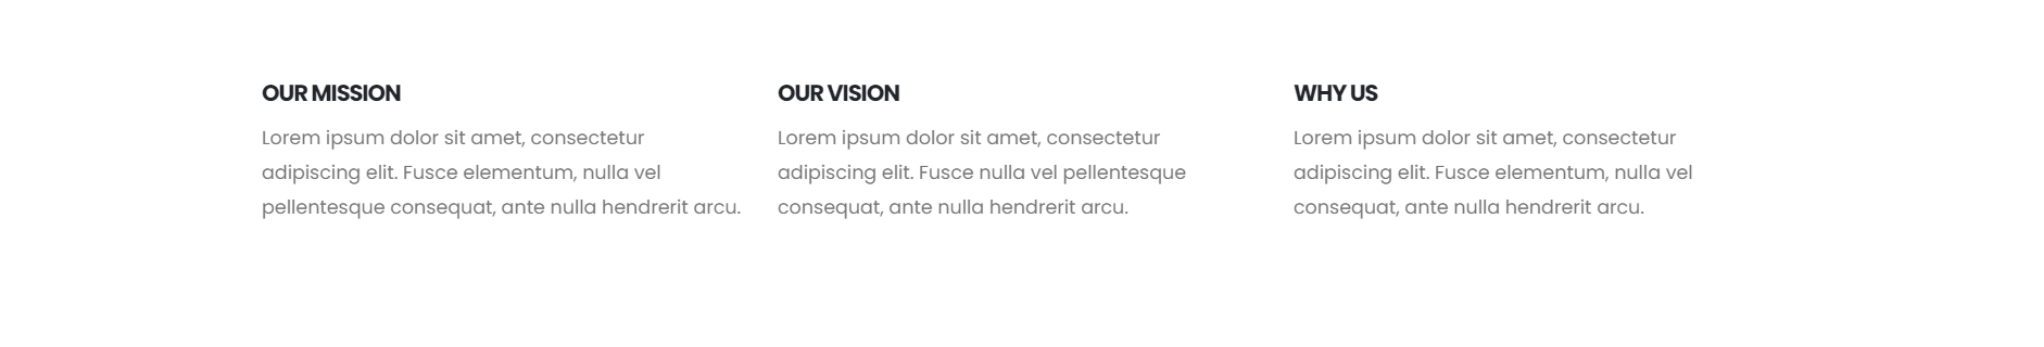 OUR MISSION
Lorem ipsum dolor sit amet, consectetur
adipiscing elit. Fusce elementum, nulla vel
pellentesque consequat, ante nulla hendrerit arcu.
OUR VISION
Lorem ipsum dolor sit amet, consectetur
adipiscing elit. Fusce nulla vel pellentesque
consequat, ante nulla hendrerit arcu.
WHY US
Lorem ipsum dolor sit amet, consectetur
adipiscing elit. Fusce elementum, nulla vel
consequat, ante nulla hendrerit arcu.